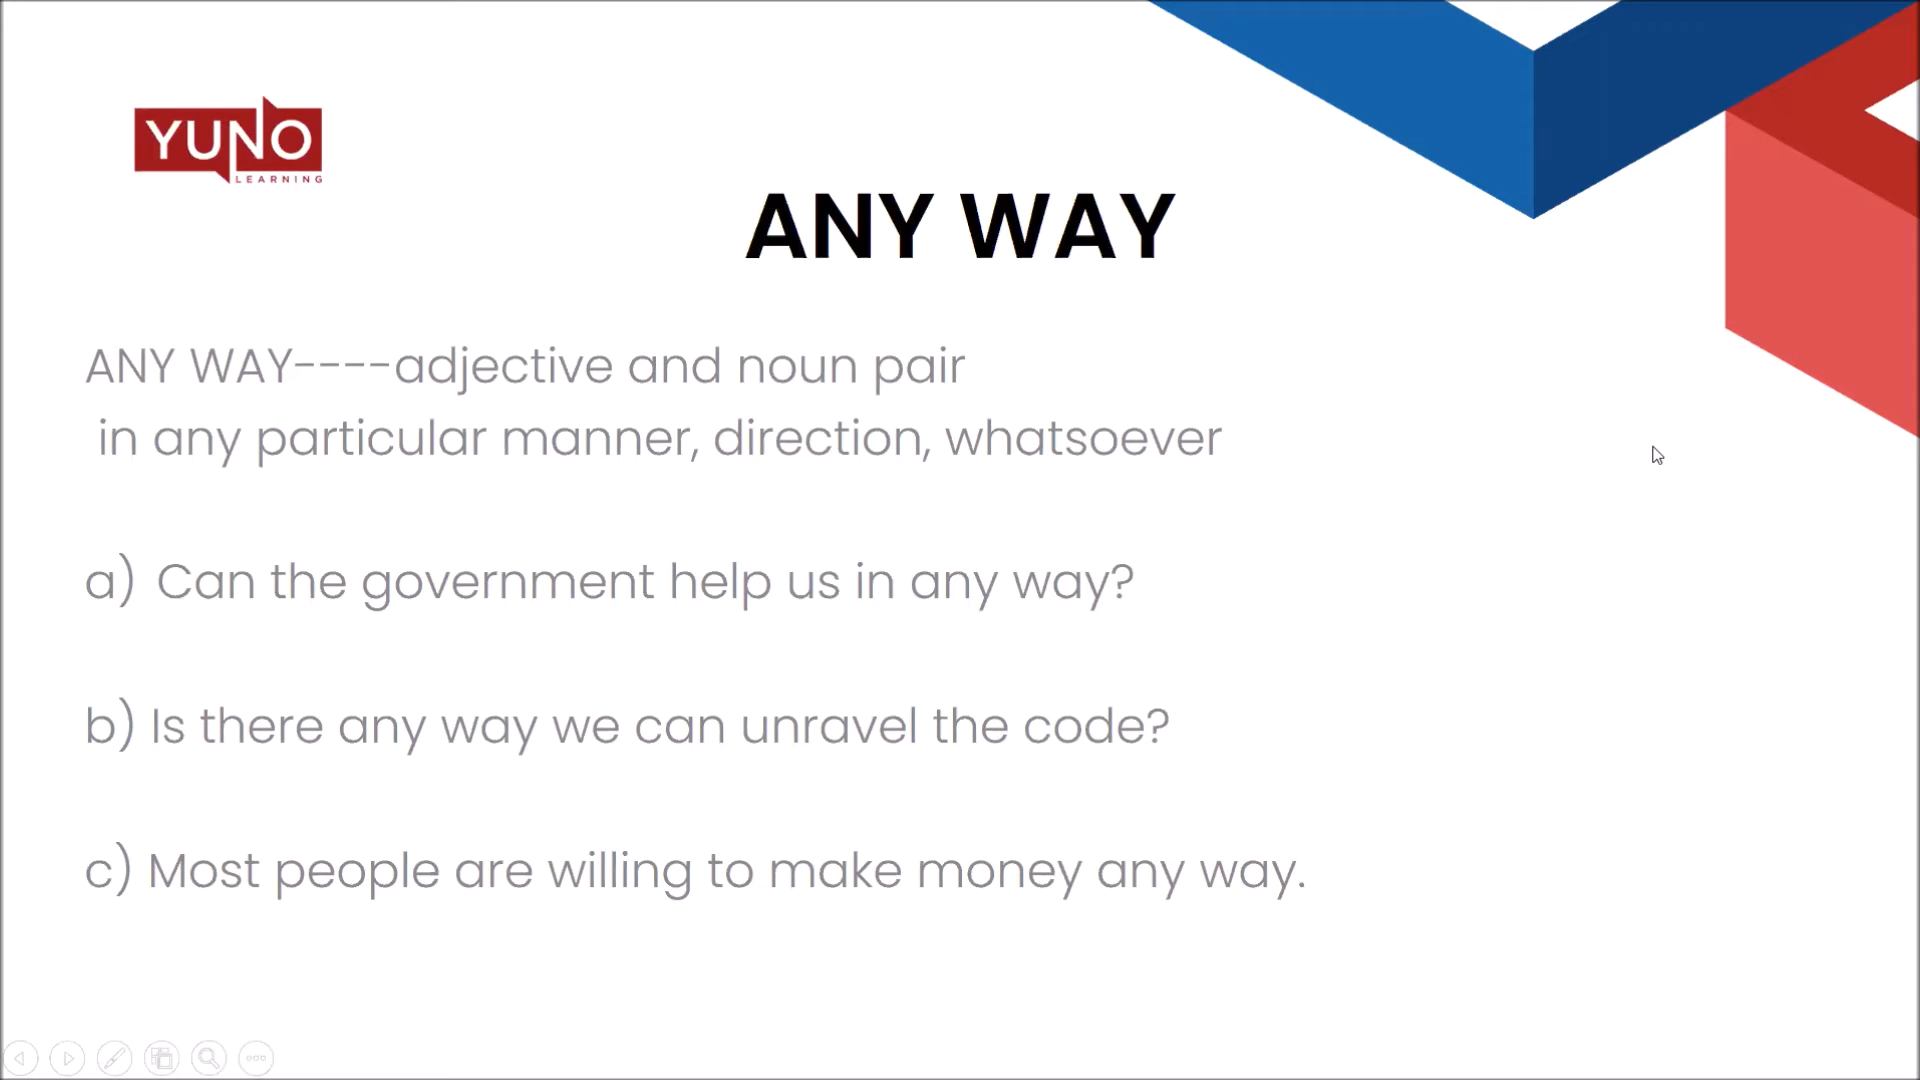 YUNO
LEARNING
ANY WAY
ANY WAY----adjective and noun pair
in any particular manner, direction, whatsoever
a) Can the government help us in any way?
b) Is there any way we can unravel the code?
c) Most people are willing to make money any way.